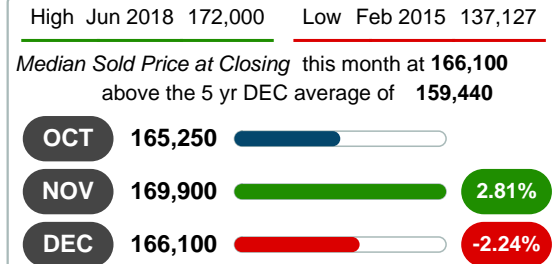 High Jun 2018 172,000 Low Feb 2015 137,127
Median Sold Price at Closing this month at 166,100
above the 5 yr DEC average of 159,440
OCT 165,250
NOV 169,900 2.81%
DEC 166,100 -2.24%